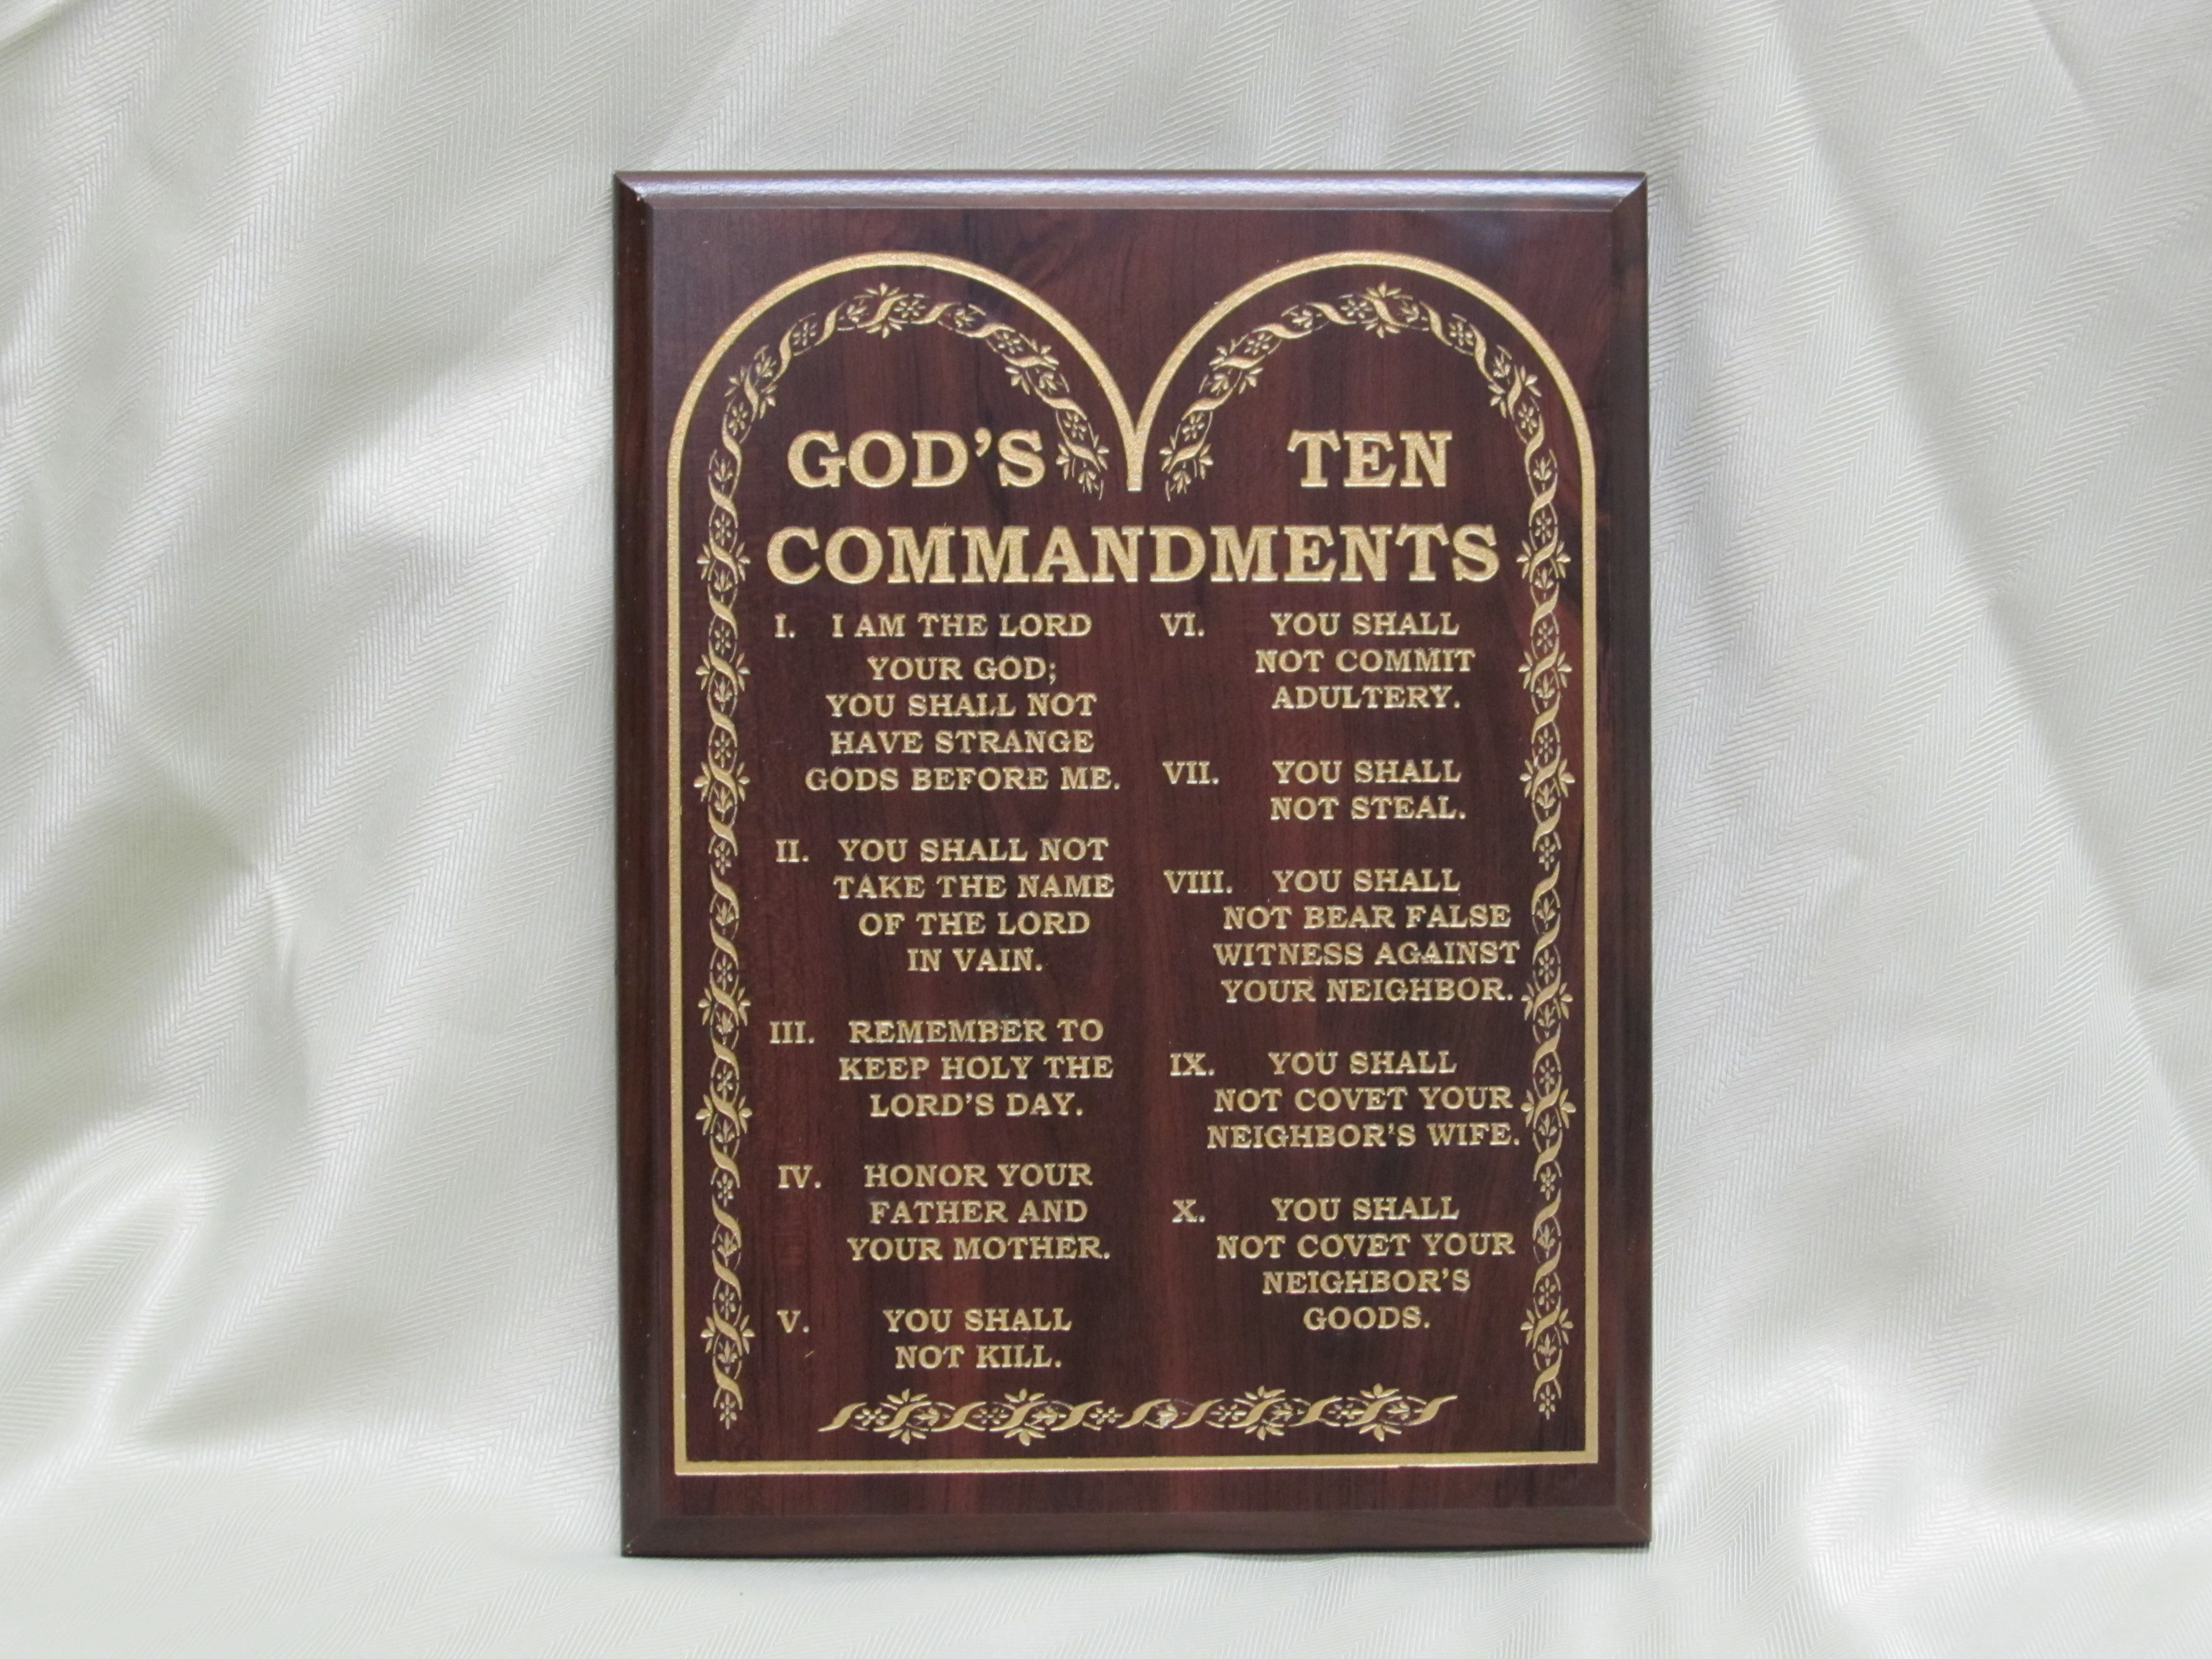 GOD'S TEN
COMMANDMENTS
I. I AM THE LORD
YOUR GOD;
YOU SHALL NOT
HAVE STRANGE
GODS BEFORE ME.
II. YOU SHALL NOT
TAKE THE NAME
OF THE LORD
IN VAIN.
III. REMEMBER TO
KEEP HOLY THE
LORD'S DAY.
IV. HONOR YOUR
FATHER AND
YOUR MOTHER.
V. YOU SHALL
NOT KILL.
VI. YOU SHALL
NOT COMMIT
ADULTERY.
VII. YOU SHALL
NOT STEAL.
VIII. YOU SHALL
NOT BEAR FALSE
WITNESS AGAINST
YOUR NEIGHBOR.
IX. YOU SHALL
NOT COVET YOUR
NEIGHBOR'S WIFE.
X. YOU SHALL
NOT COVET YOUR
NEIGHBOR'S
GOODS.